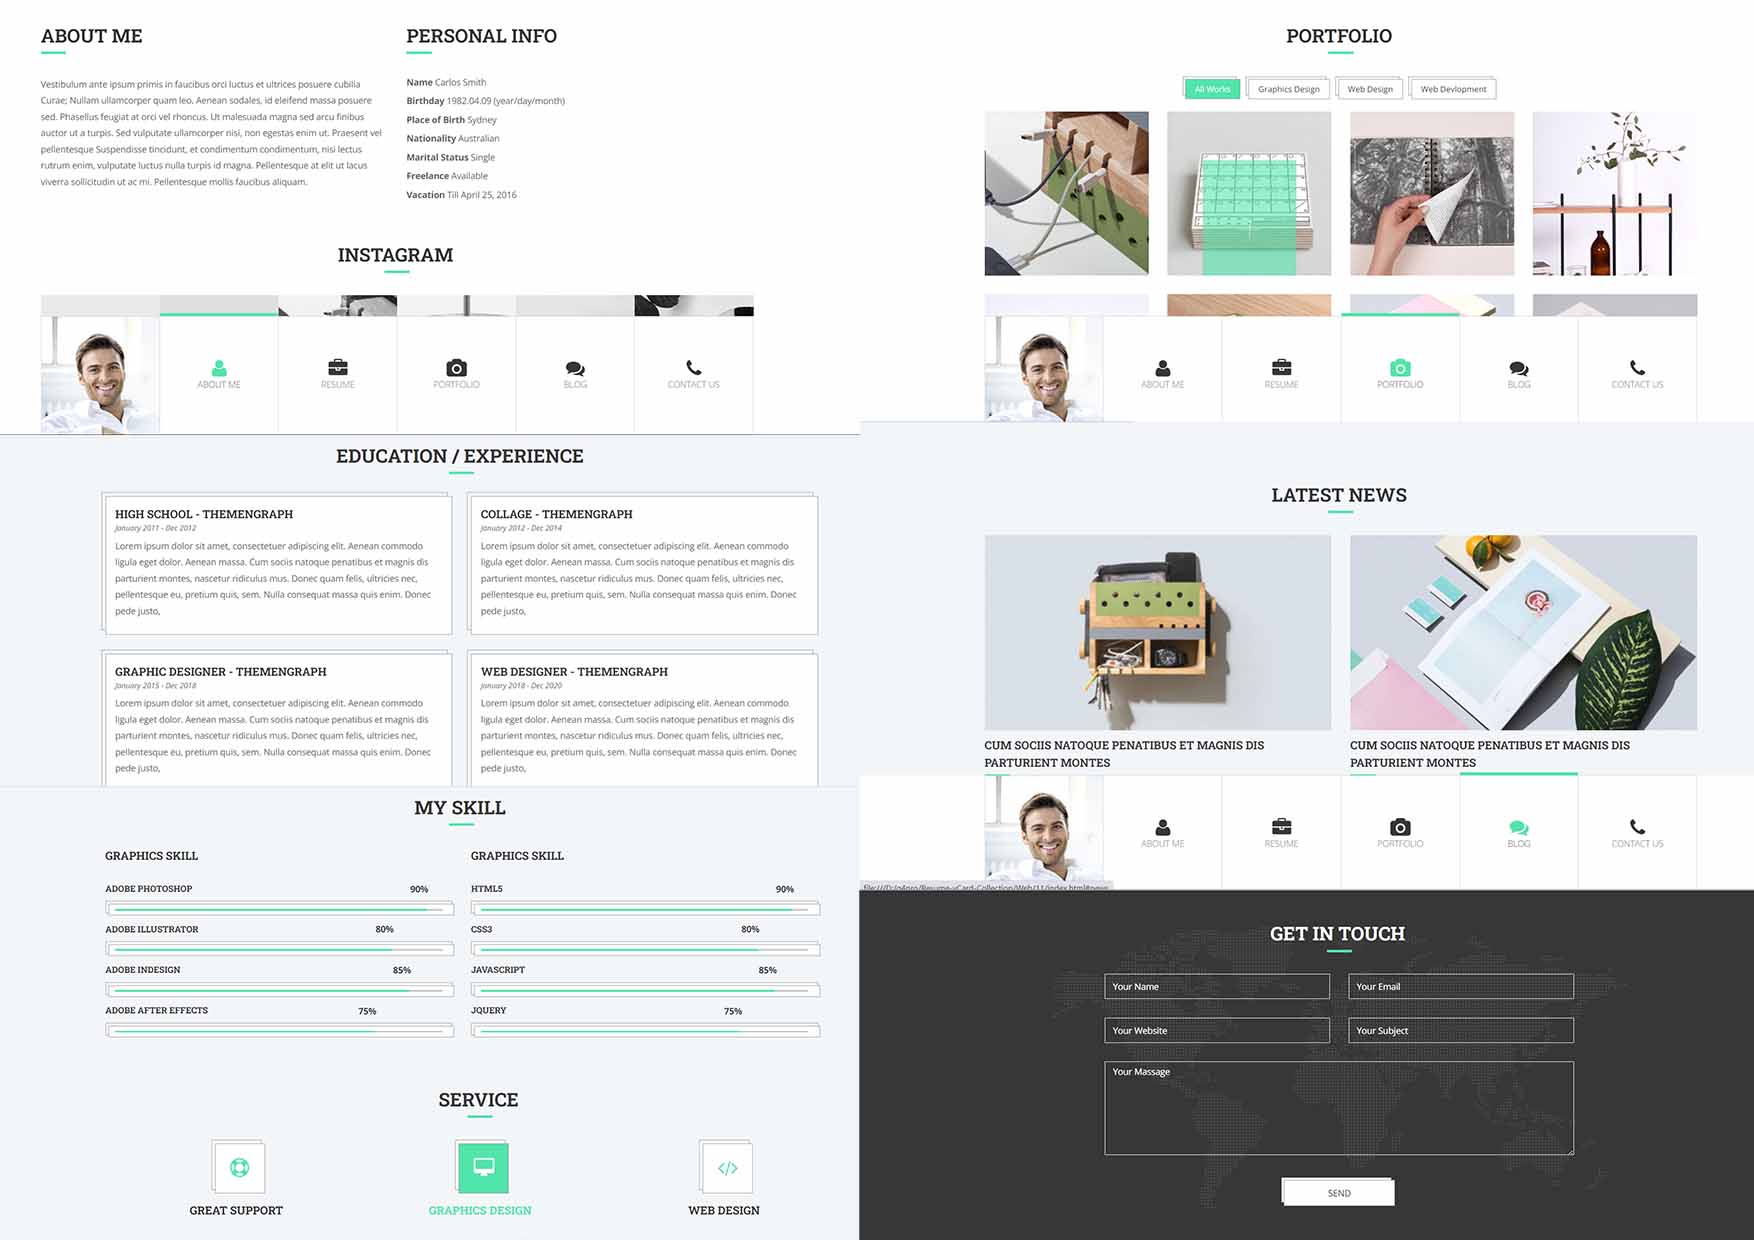 ABOUT ME
Vestibulum ante ipsum primis in faucibus orci luctus et ultrices posuere cubilia
Curae; Nullam ullamcorper quam leo. Aenean sodales, id eleifend massa posuere
sed. Phasellus feugiat at orci vel rhoncus. Ut malesuada magna sed arcu finibus
auctor ut a turpis. Sed vulputate ullamcorper nisi, non egestas enim ut. Praesent vel
pellentesque Suspendisse tincidunt, et condimentum condimentum, nisi lectus
rutrum enim, vulputate luctus nulla turpis id magna. Pellentesque at elit ut lacus
viverra sollicitudin ut ac mi. Pellentesque mollis faucibus aliquam.
PERSONAL INFO
Name Carlos Smith
Birthday 1982.04.09 (year/day/month)
Place of Birth Sydney
Nationality Australian
Marital Status Single
Freelance Available
Vacation Till April 25, 2016
INSTAGRAM
ABOUT ME
RESUME
PORTFOLIO
BLOG
CONTACT US
EDUCATION / EXPERIENCE
HIGH SCHOOL - THEMENGRAPH
January 2011 - Dec 2012
Lorem ipsum dolor sit amet, consectetuer adipiscing elit. Aenean commodo
ligula eget dolor. Aenean massa. Cum sociis natoque penatibus et magnis dis
parturient montes, nascetur ridiculus mus. Donec quam felis, ultricies nec,
pellentesque eu, pretium quis, sem. Nulla consequat massa quis enim. Donec
pede justo,
COLLAGE - THEMENGRAPH
January 2012 - Dec 2014
Lorem ipsum dolor sit amet, consectetuer adipiscing elit. Aenean commodo
ligula eget dolor. Aenean massa. Cum sociis natoque penatibus et magnis dis
parturient montes, nascetur ridiculus mus. Donec quam felis, ultricies nec,
pellentesque eu, pretium quis, sem. Nulla consequat massa quis enim. Donec
pede justo,
GRAPHIC DESIGNER - THEMENGRAPH
January 2015 - Dec 2018
Lorem ipsum dolor sit amet, consectetuer adipiscing elit. Aenean commodo
ligula eget dolor. Aenean massa. Cum sociis natoque penatibus et magnis dis
parturient montes, nascetur ridiculus mus. Donec quam felis, ultricies nec,
pellentesque eu, pretium quis, sem. Nulla consequat massa quis enim. Donec
pede justo,
WEB DESIGNER - THEMENGRAPH
January 2018 - Dec 2020
Lorem ipsum dolor sit amet, consectetuer adipiscing elit. Aenean commodo
ligula eget dolor. Aenean massa. Cum sociis natoque penatibus et magnis dis
parturient montes, nascetur ridiculus mus. Donec quam felis, ultricies nec,
pellentesque eu, pretium quis, sem. Nulla consequat massa quis enim. Donec
pede justo,
MY SKILL
GRAPHICS SKILL
ADOBE PHOTOSHOP 90%
ADOBE ILLUSTRATOR 80%
ADOBE INDESIGN 85%
ADOBE AFTER EFFECTS 75%
GRAPHICS SKILL
HTML5 90%
CSS3 80%
JAVASCRIPT 85%
JQUERY 75%
SERVICE
GREAT SUPPORT
GRAPHICS DESIGN
WEB DESIGN
PORTFOLIO
All Works
Graphics Design
Web Design
Web Devlopment
ABOUT ME
RESUME
PORTFOLIO
BLOG
CONTACT US
LATEST NEWS
CUM SOCIIS NATOQUE PENATIBUS ET MAGNIS DIS
PARTURIENT MONTES
CUM SOCIIS NATOQUE PENATIBUS ET MAGNIS DIS
PARTURIENT MONTES
ABOUT ME
RESUME
PORTFOLIO
BLOG
CONTACT US
GET IN TOUCH
Your Name
Your Email
Your Website
Your Subject
Your Massage
SEND